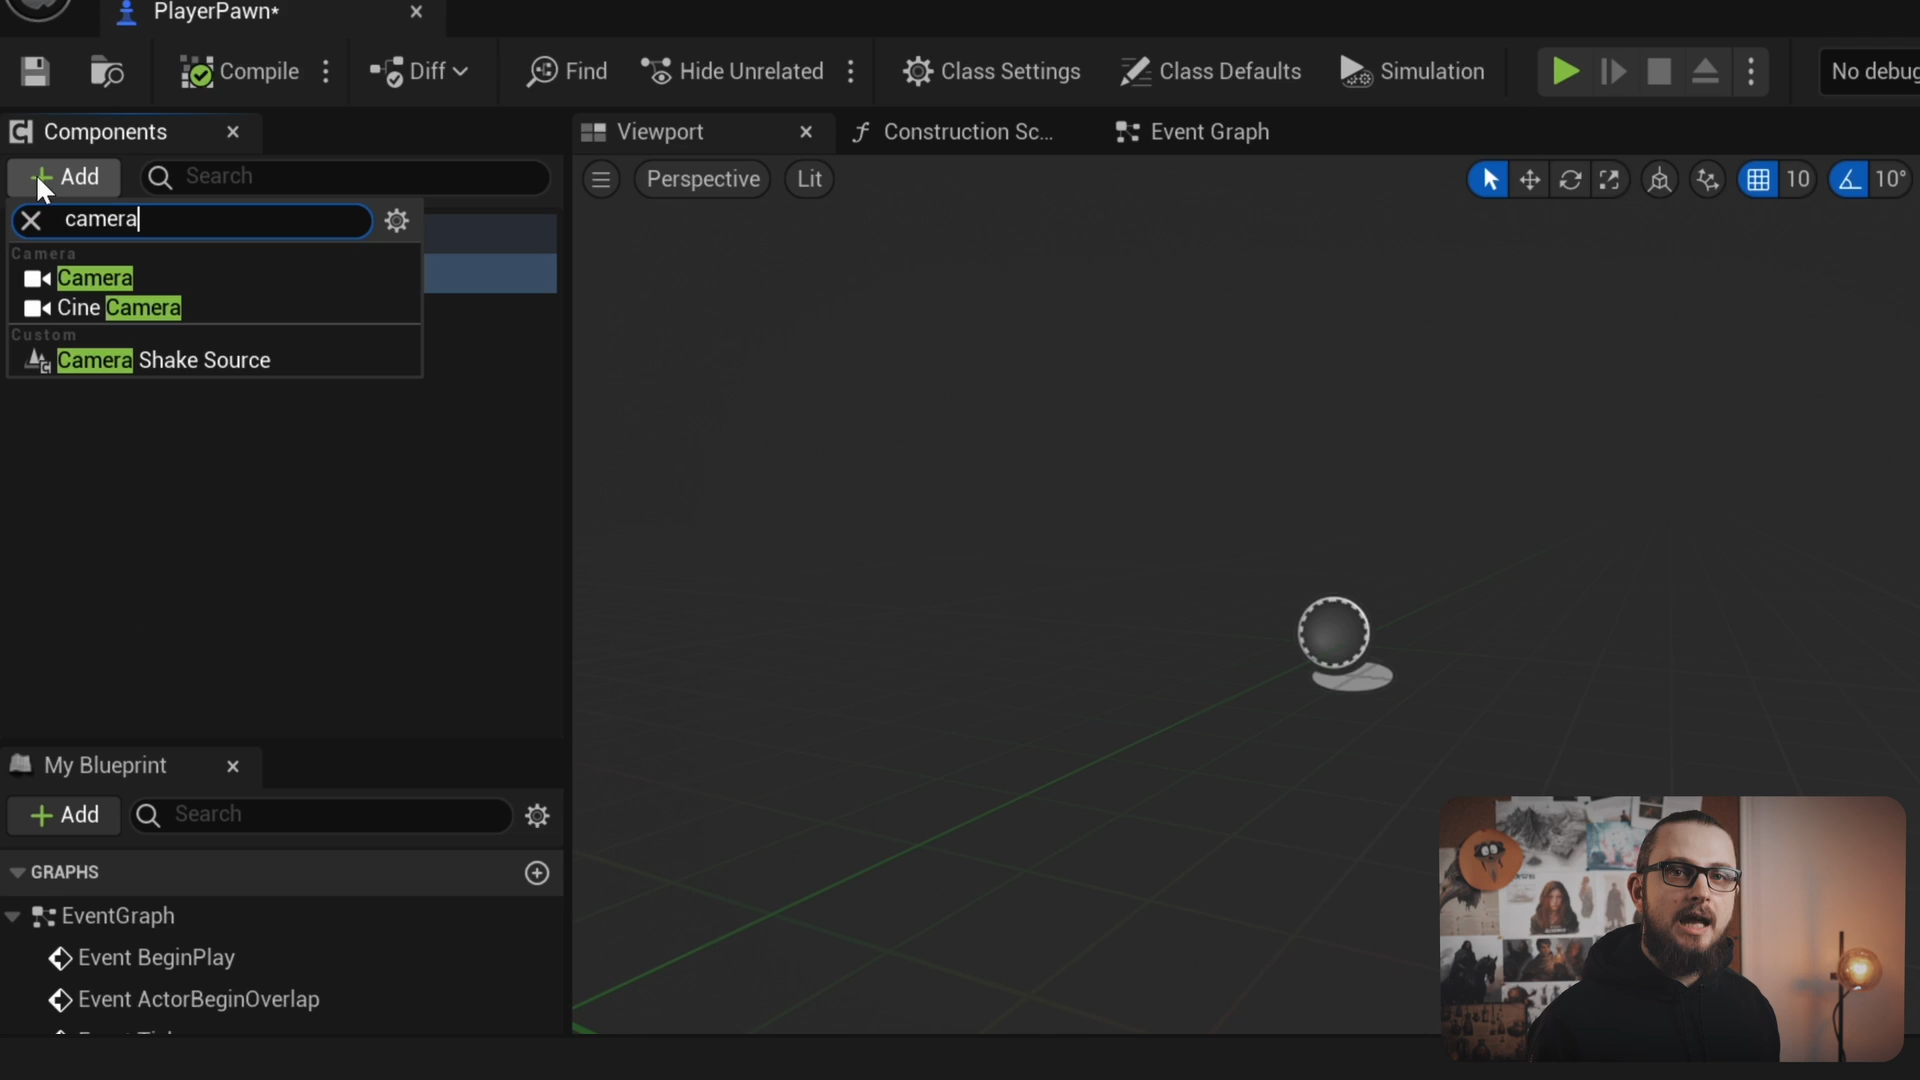 PlayerPawn*
Compile
Diff
Find
Hide Unrelated
Class Settings
Class Defaults
Simulation
No debug
Components
Viewport
Construction Sc...
Event Graph
Add
Search
Perspective
Lit
10
10°
camera
Camera
Camera
Cine Camera
Custom
Camera Shake Source
My Blueprint
Add
Search
GRAPHS
EventGraph
Event BeginPlay
Event ActorBeginOverlap